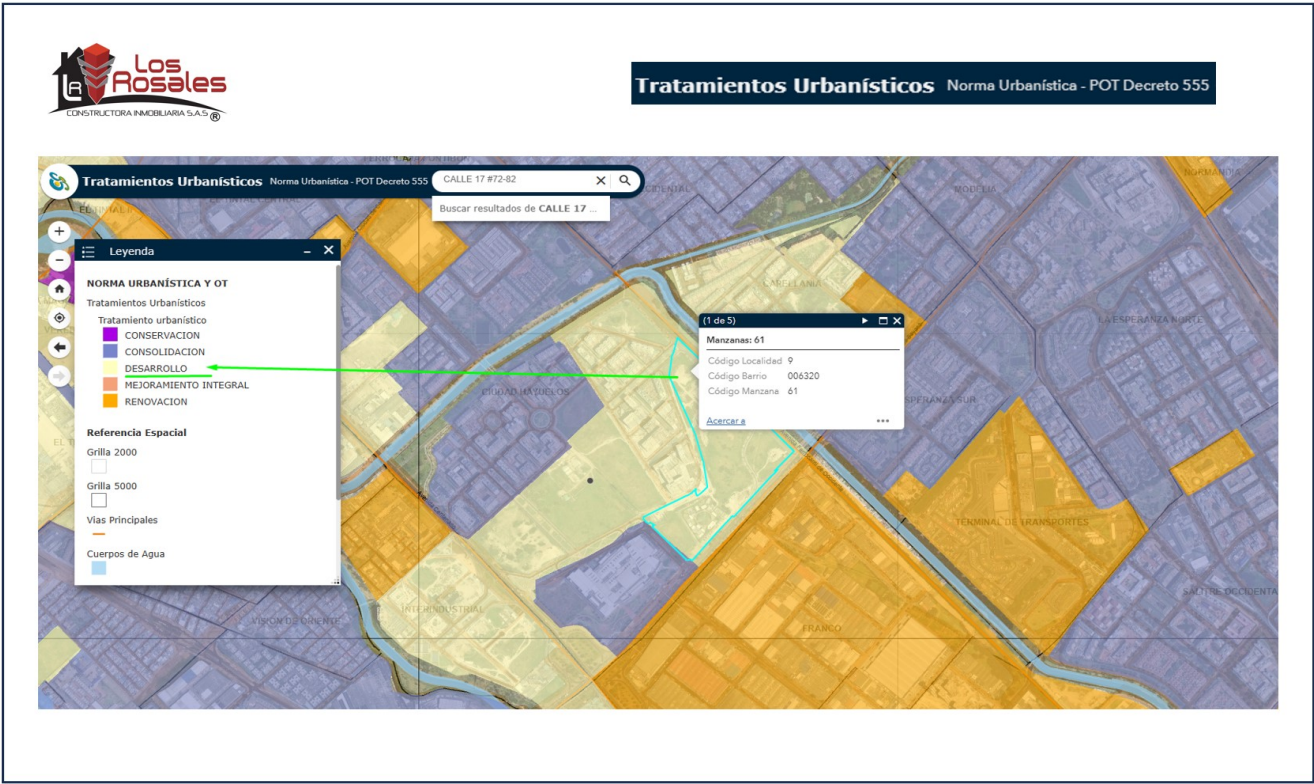 LOS
ROSALES
LR
CONSTRUCTORA INMOBILIARIA S.A.S ®
Tratamientos Urbanísticos Norma Urbanística - POT Decreto 555
Tratamientos Urbanísticos Norma Urbanística - POT Decreto 555
CALLE 17 #72-82
Buscar resultados de CALLE 17 ...
Leyenda
NORMA URBANÍSTICA Y OT
Tratamientos Urbanísticos
Tratamiento urbanístico
CONSERVACION
CONSOLIDACION
DESARROLLO
MEJORAMIENTO INTEGRAL
RENOVACION
Referencia Espacial
Grilla 2000
Grilla 5000
Vias Principales
Cuerpos de Agua
(1 de 5)
Manzanas: 61
Código Localidad 9
Código Barrio 006320
Código Manzana 61
Acercar a
NORMANDIA
MODELIA
CAPELLANIA
LA ESPERANZA NORTE
CIUDAD HAYUELOS
ESPERANZA SUR
TERMINAL DE TRANSPORTES
SALITRE OCCIDENTA
INTERINDUSTRIAL
VISION DE ORIENTE
FRANCO